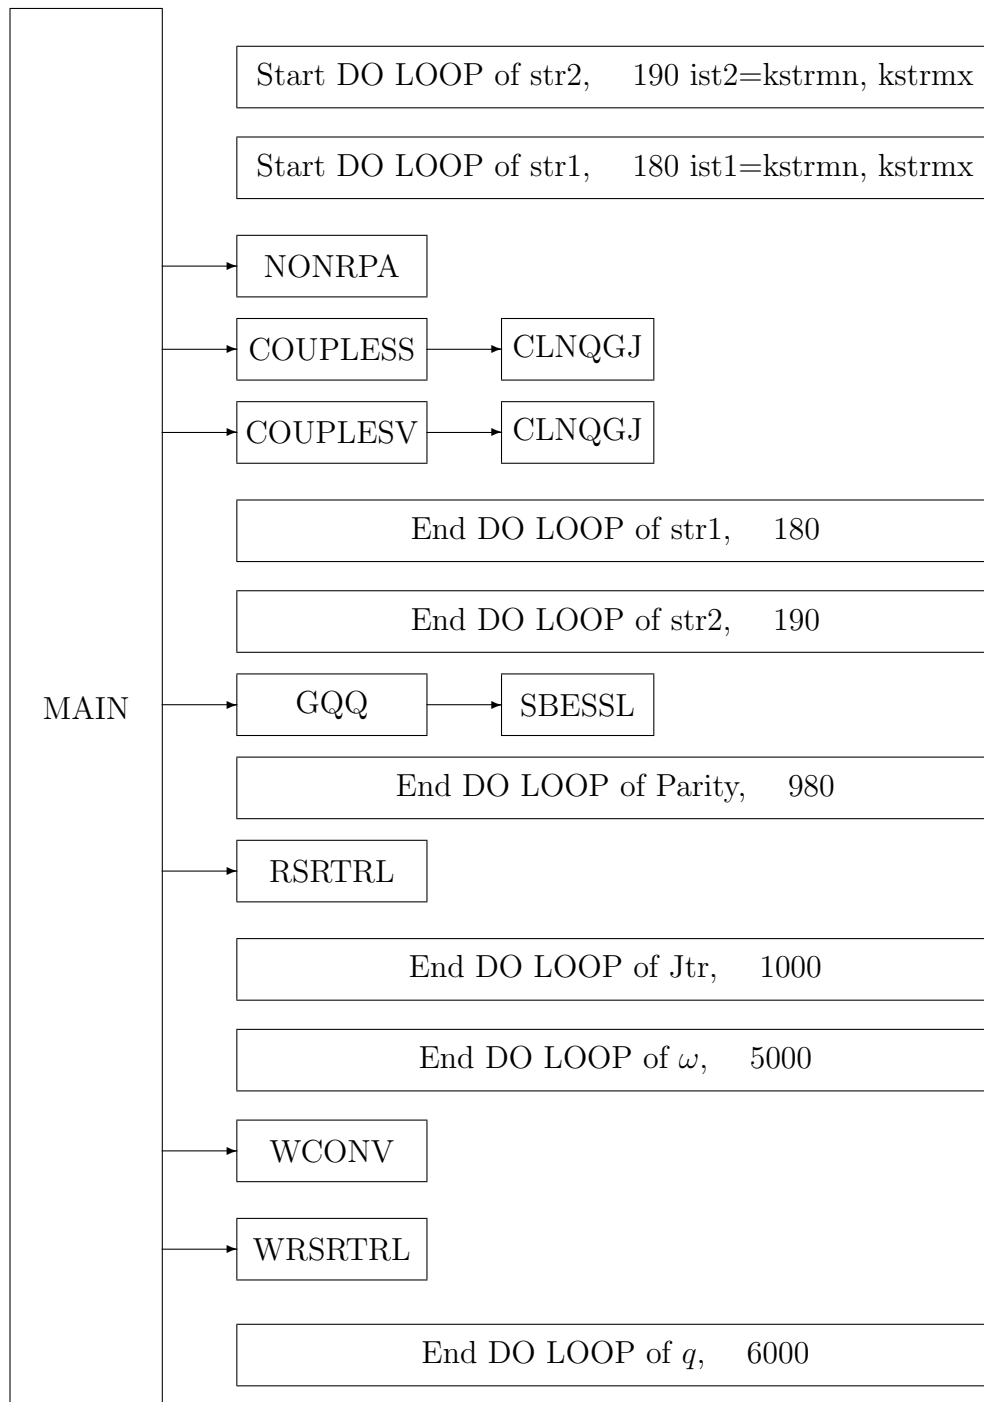 Start DO LOOP of str2, 190 ist2=kstrmn, kstrmx
Start DO LOOP of str1, 180 ist1=kstrmn, kstrmx
NONRPA
COUPLESS CLNQGJ
COUPLESV CLNQGJ
End DO LOOP of str1, 180
End DO LOOP of str2, 190
MAIN GQQ SBESSL
End DO LOOP of Parity, 980
RSRTRL
End DO LOOP of Jtr, 1000
End DO LOOP of ω, 5000
WCONV
WRSRTRL
End DO LOOP of q, 6000